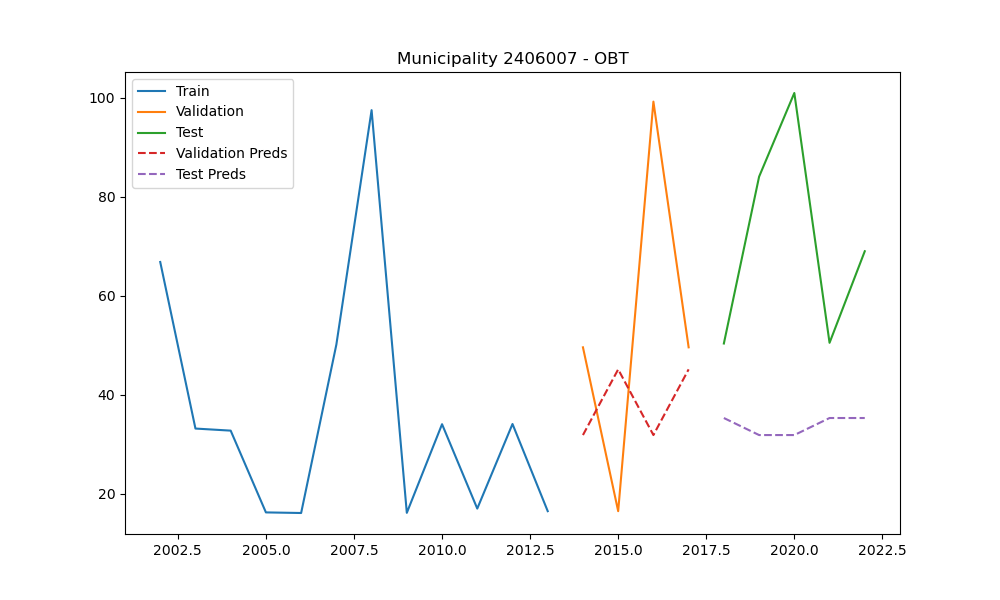 Municipality 2406007 - OBT
Train
Validation
Test
Validation Preds
Test Preds
100
80
60
40
20
2002.5 2005.0 2007.5 2010.0 2012.5 2015.0 2017.5 2020.0 2022.5